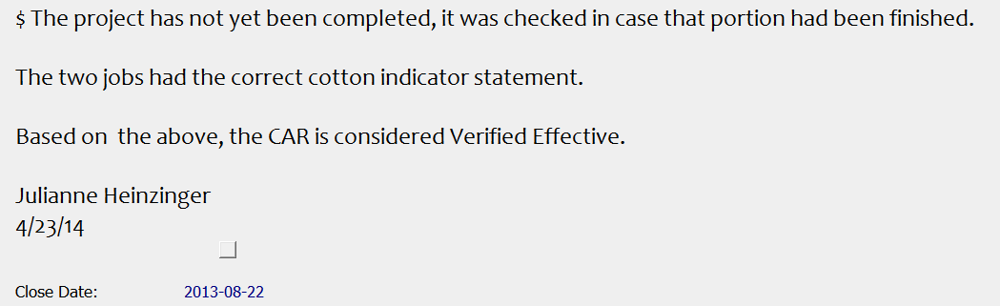 $ The project has not yet been completed, it was checked in case that portion had been finished.
The two jobs had the correct cotton indicator statement.
Based on  the above, the CAR is considered Verified Effective.
Julianne Heinzinger
4/23/14
Close Date: 2013-08-22